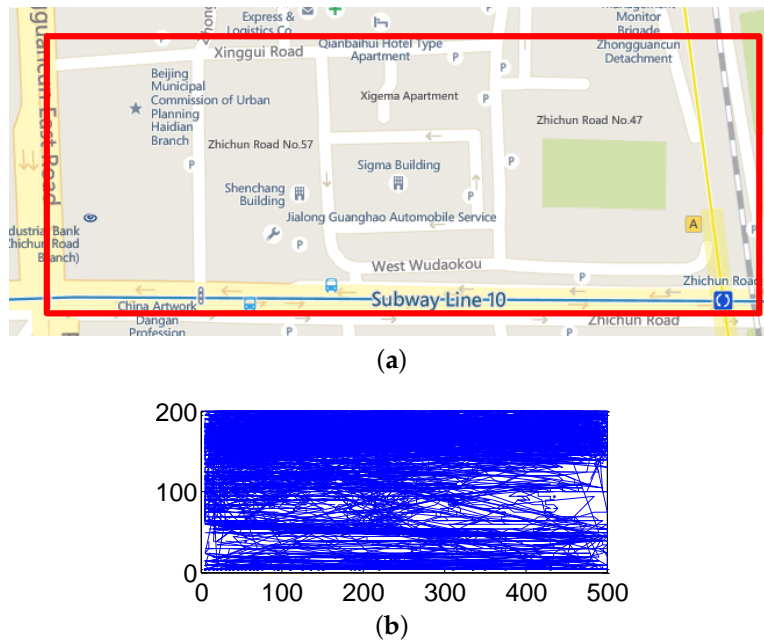 Express &
Logistics Co.
Management
Monitor
Brigade
Zhongguancun
Detachment
Qianbaihui Hotel Type
Apartment
Xinggui Road
P
P
P
P
Beijing
Municipal
Commission of Urban
Planning
Haidian
Branch
Xigema Apartment
Zhichun Road No.47
Zhichun Road No.57
P
P
P
Sigma Building
Shenchang
Building
Jialong Guanghao Automobile Service
A
P
P
West Wudaokou
P
Zhichun Road
Subway Line 10
China Artwork
Dangan
Profession
Zhichun Road
P
P
P
(a)
200
100
0
0 100 200 300 400 500
(b)